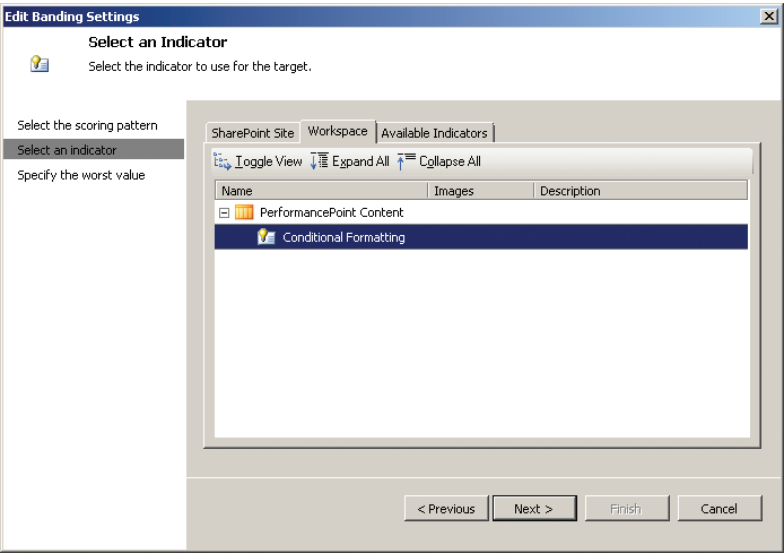 Edit Banding Settings
Select an Indicator
Select the indicator to use for the target.
Select the scoring pattern
Select an indicator
Specify the worst value
SharePoint Site Workspace Available Indicators
Toggle View Expand All Collapse All
Name Images Description
PerformancePoint Content
Conditional Formatting
< Previous Next > Finish Cancel